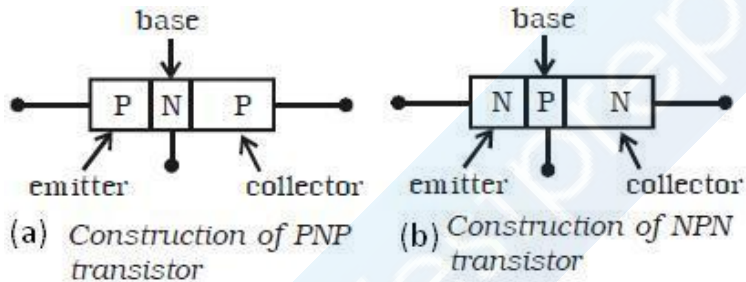 base
P N P
emitter
collector
(a) Construction of PNP
transistor
base
N P N
emitter
collector
(b) Construction of NPN
transistor